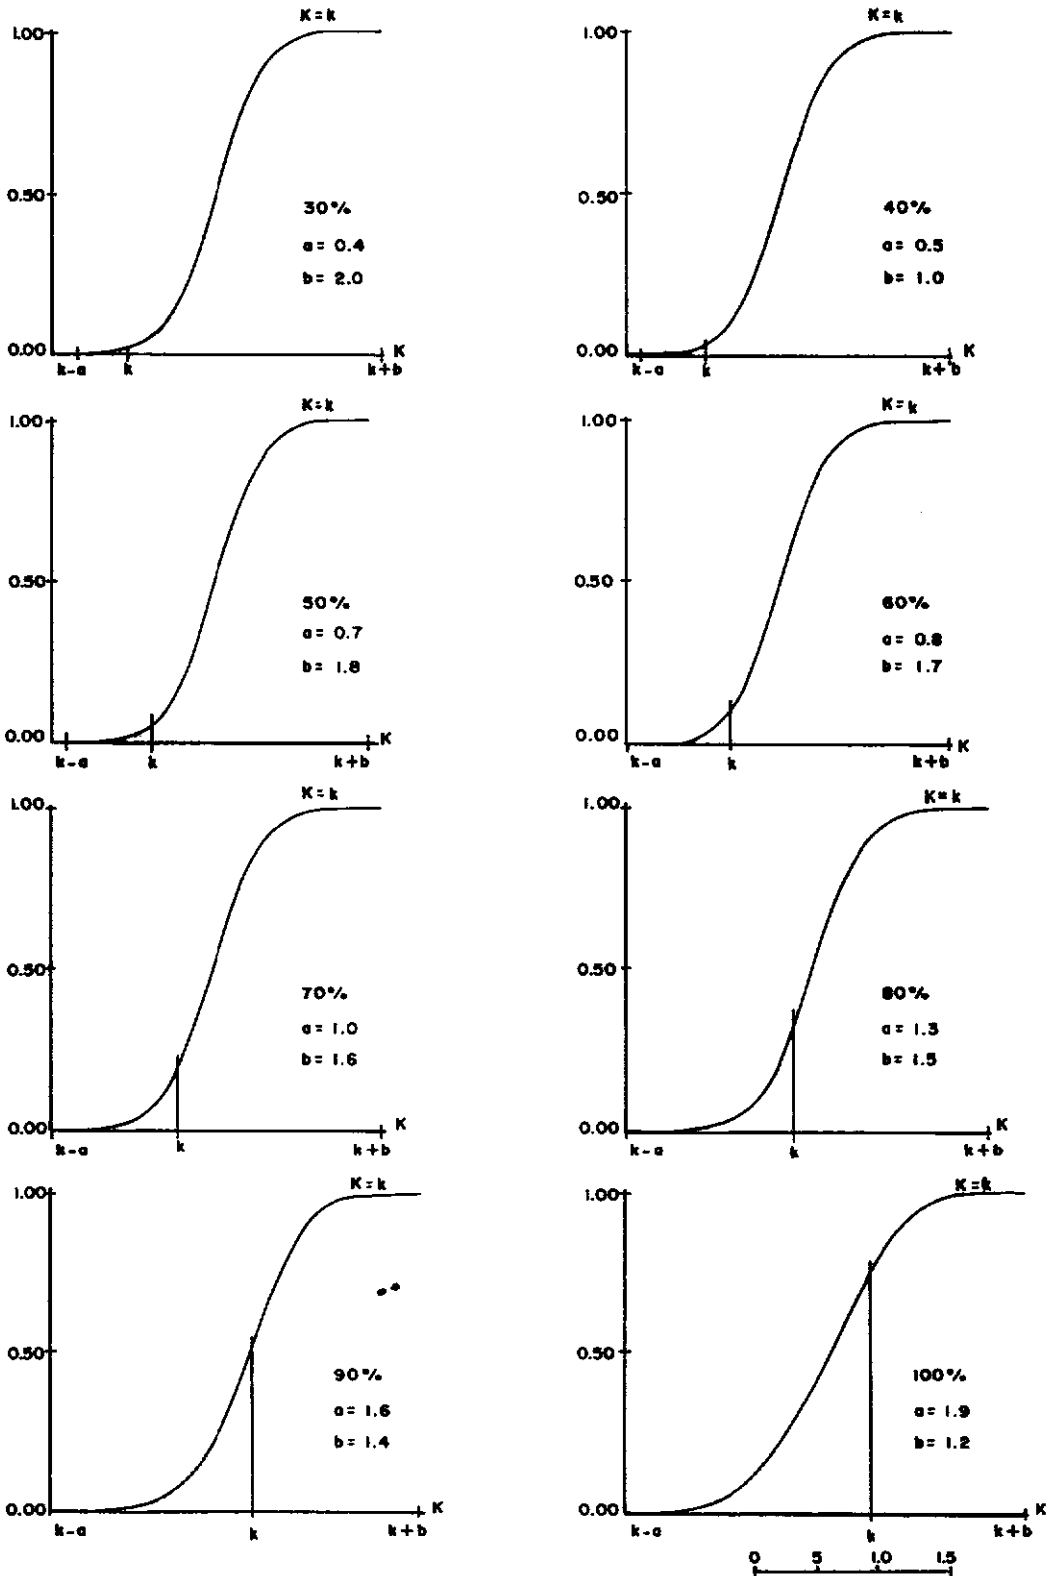 K=k
1.00
0.50
30%
a= 0.4
b= 2.0
0.00
K
k-a
k
k+b
K=k
1.00
0.50
40%
a= 0.5
b= 1.0
0.00
K
k-a
k
k+b
K=k
1.00
0.50
50%
a= 0.7
b= 1.8
0.00
K
k-a
k
k+b
K=k
1.00
0.50
60%
a= 0.8
b= 1.7
0.00
K
k-a
k
k+b
K=k
1.00
0.50
70%
a= 1.0
b= 1.6
0.00
K
k-a
k
k+b
K=k
1.00
0.50
80%
a= 1.3
b= 1.5
0.00
K
k-a
k
k+b
K=k
1.00
0.50
90%
a= 1.6
b= 1.4
0.00
K
k-a
k
k+b
K=k
1.00
0.50
100%
a= 1.9
b= 1.2
0.00
K
k-a
k
k+b
0 5 1.0 1.5